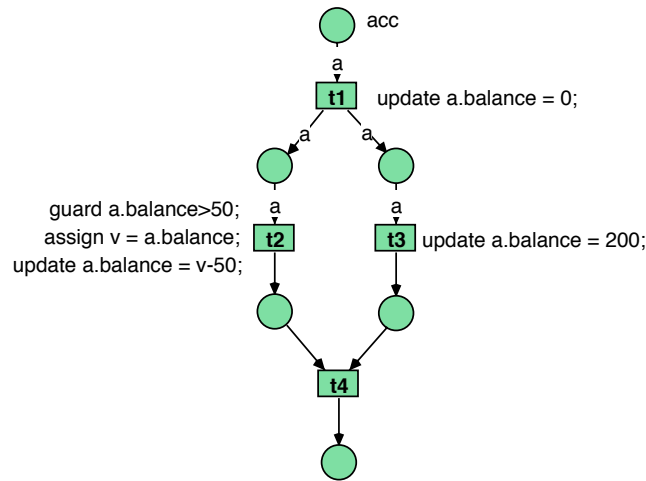 acc
a
t1 update a.balance = 0;
a a
a a
guard a.balance>50;
assign v = a.balance;
update a.balance = v-50;
t2
t3 update a.balance = 200;
t4